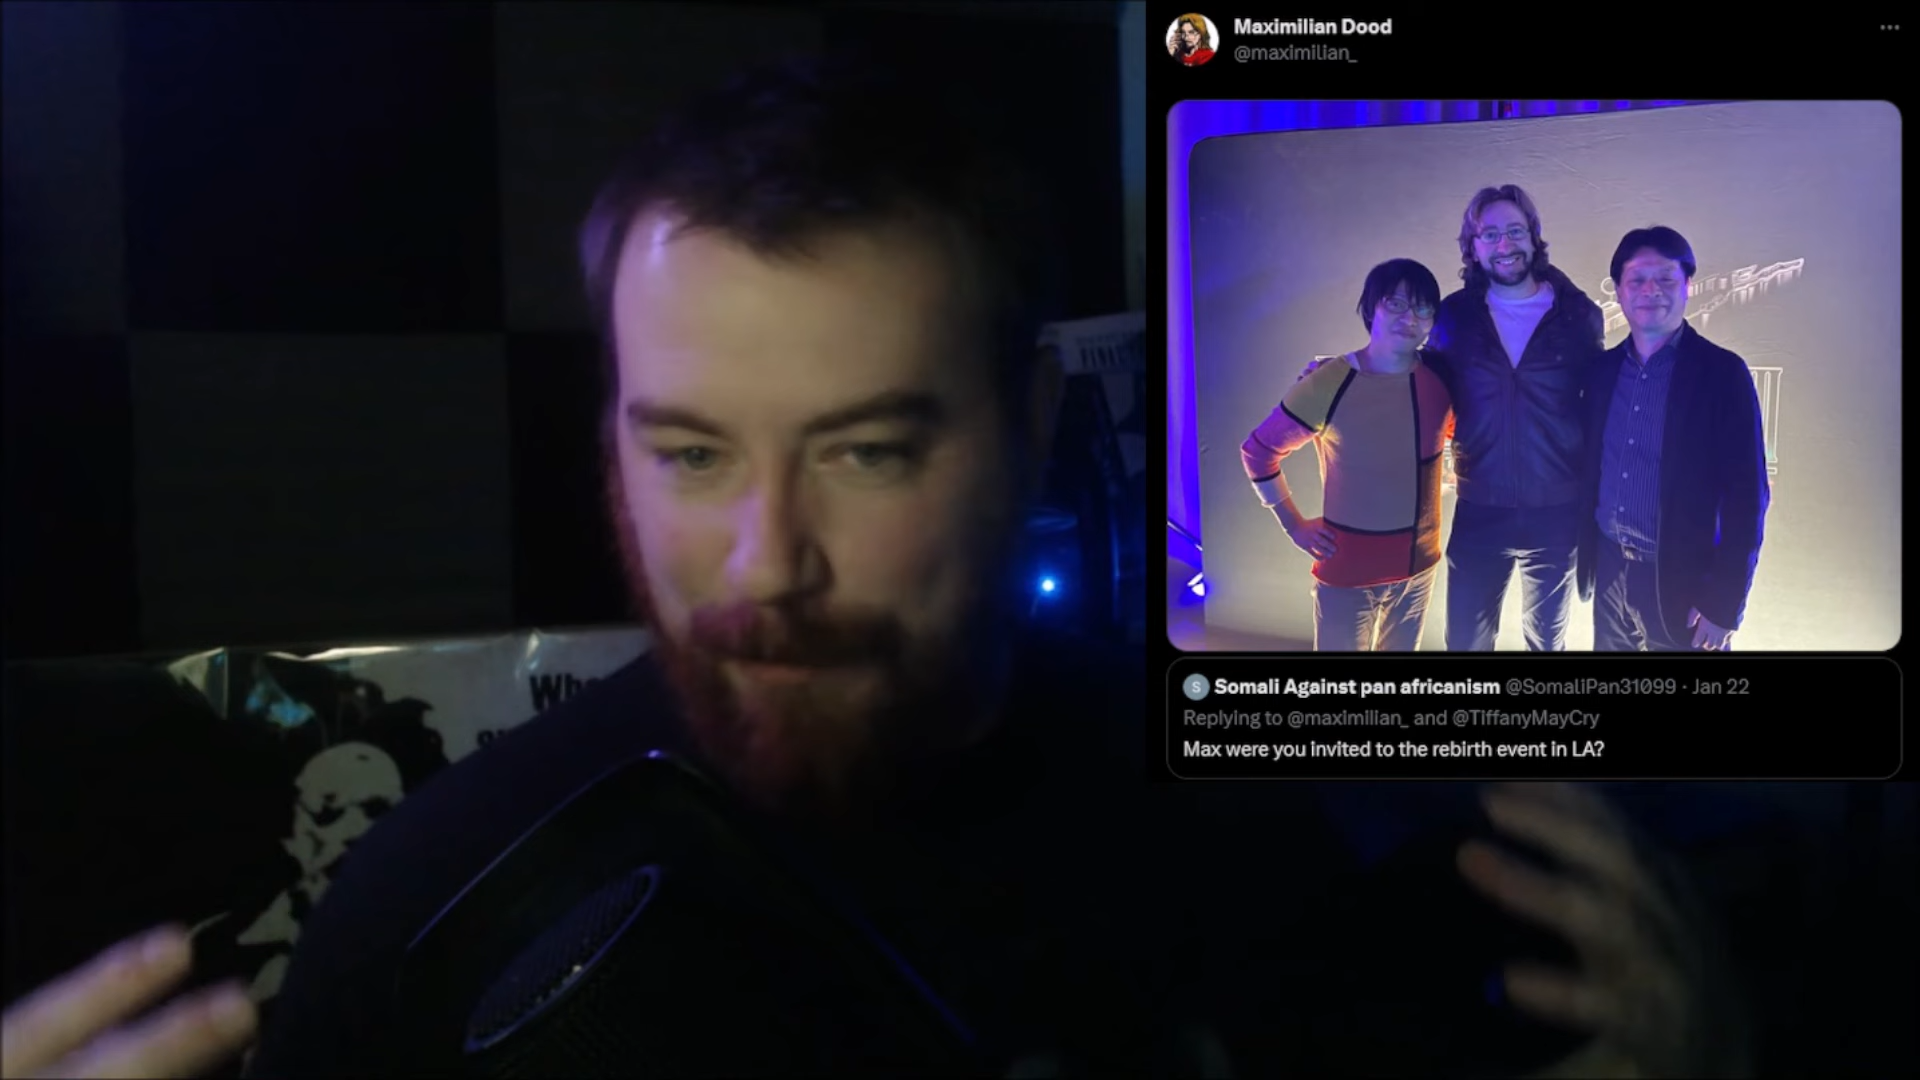 Maximilian Dood
@maximilian_
S Somali Against pan africanism @SomaliPan31099 · Jan 22
Replying to @maximilian_ and @TiffanyMayCry
Max were you invited to the rebirth event in LA?